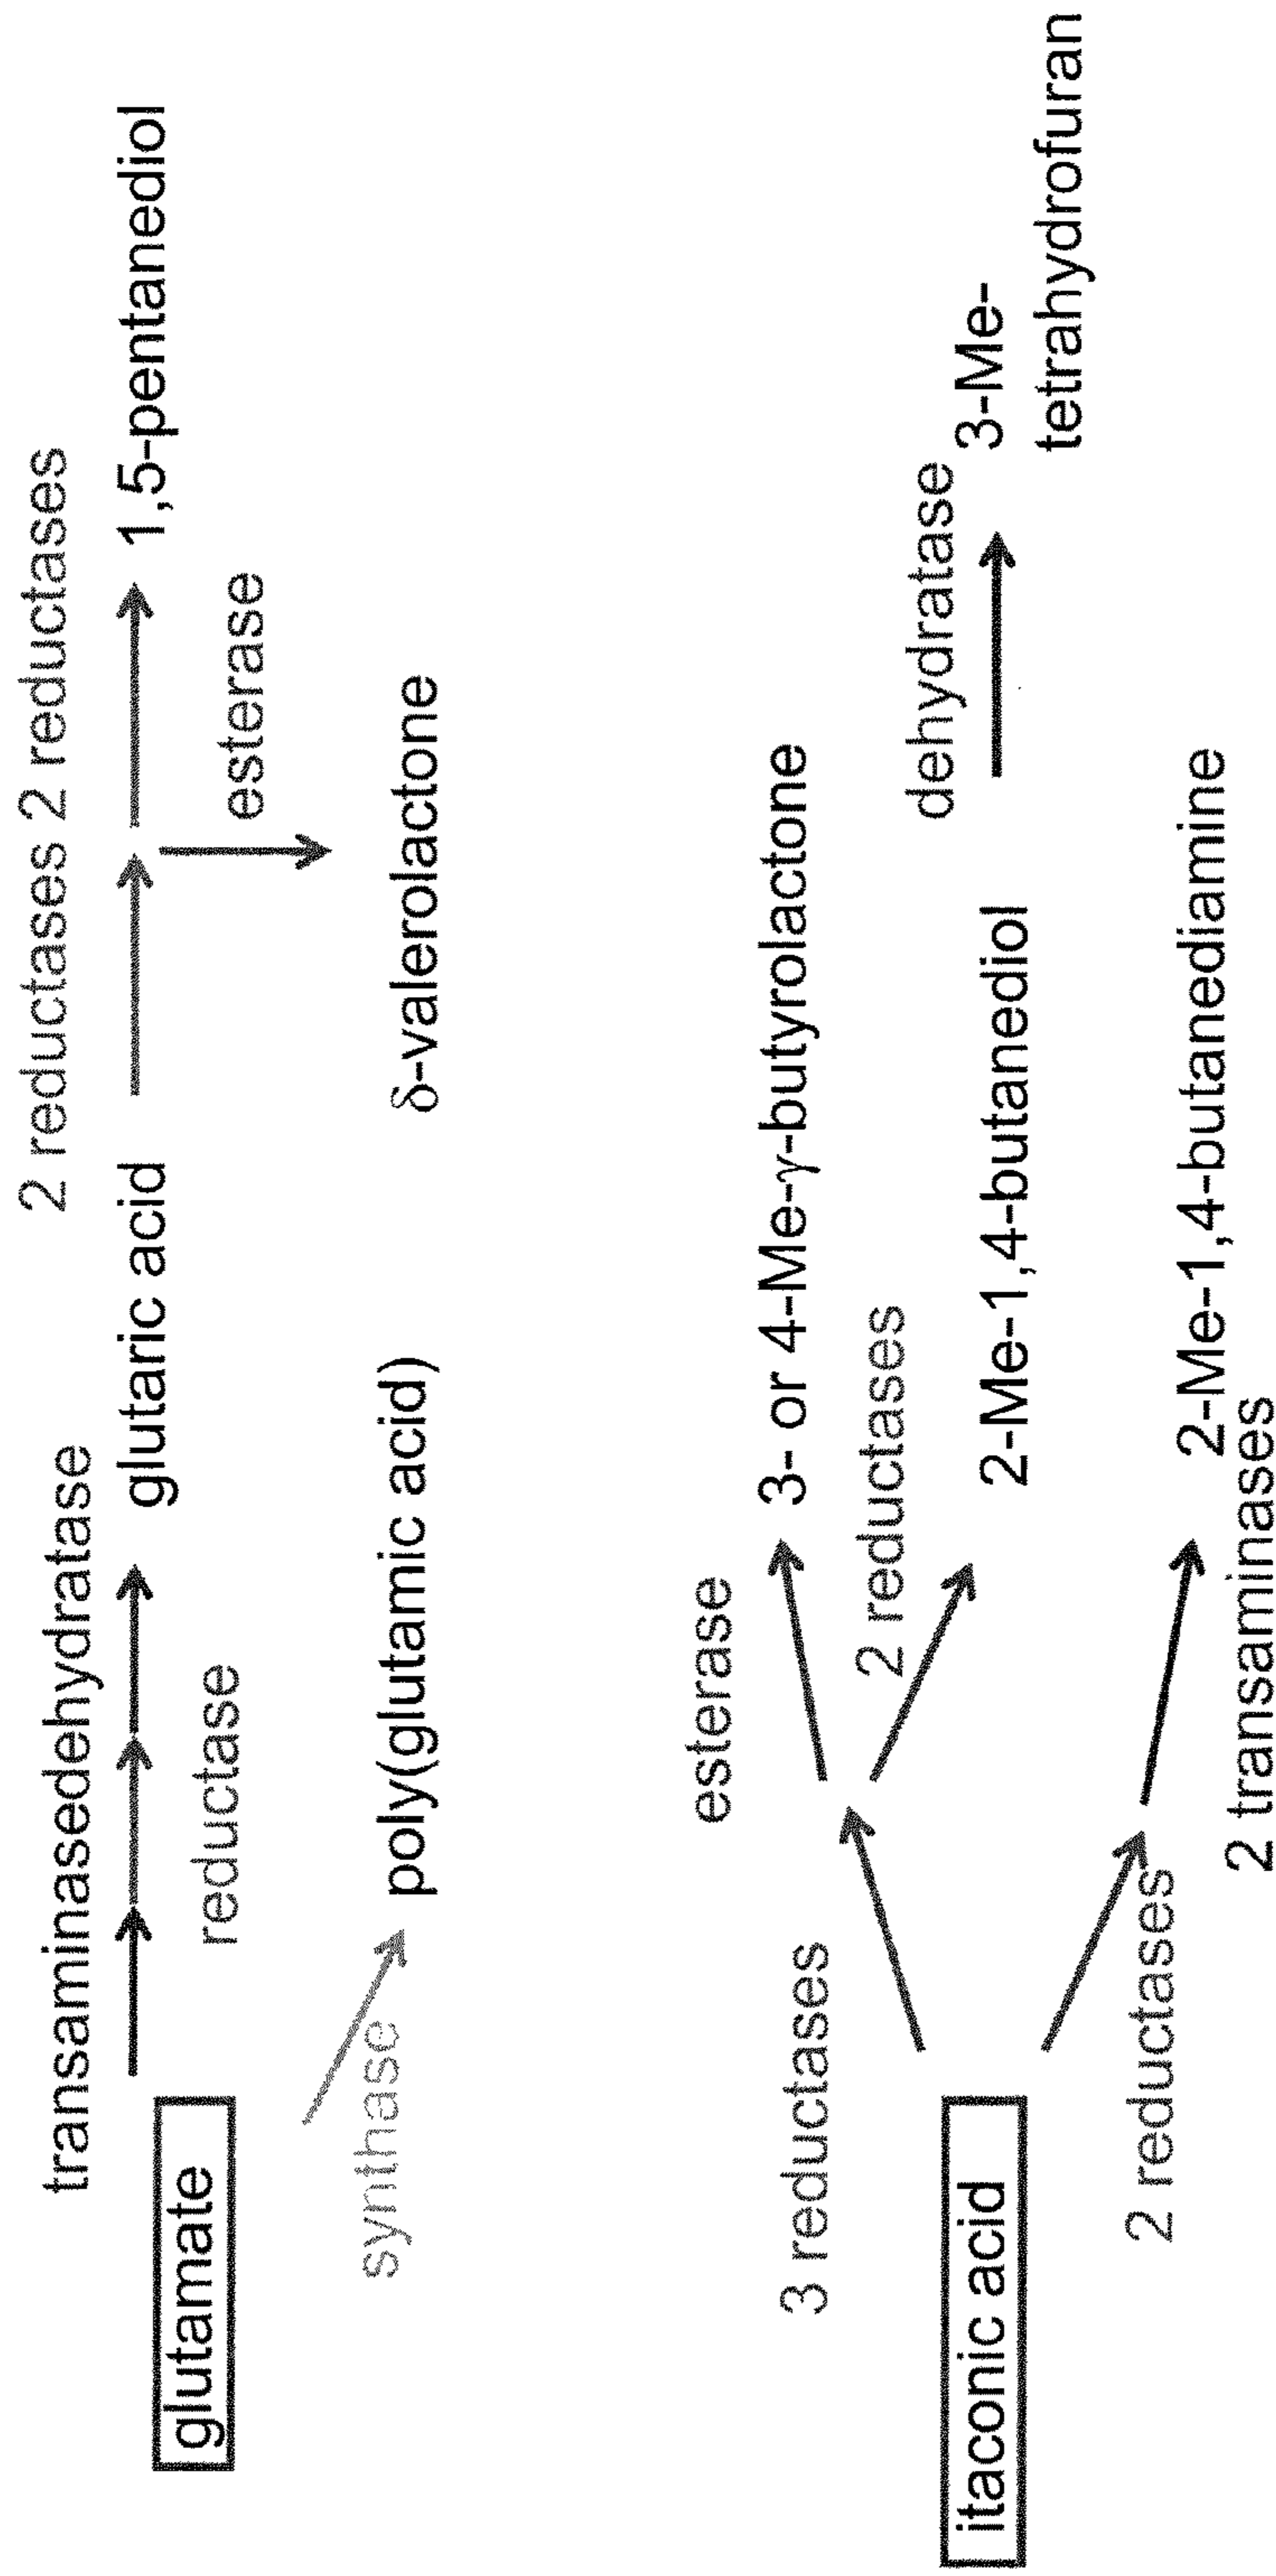 transaminasedehydratase
2 reductases 2 reductases
glutamate
glutaric acid
1,5-pentanediol
reductase
esterase
synthase
poly(glutamic acid)
δ-valerolactone
esterase
3- or 4-Me-γ-butyrolactone
3 reductases
2 reductases
dehydratase
itaconic acid
2-Me-1,4-butanediol
3-Me-
tetrahydrofuran
2 reductases
2-Me-1,4-butanediamine
2 transaminases